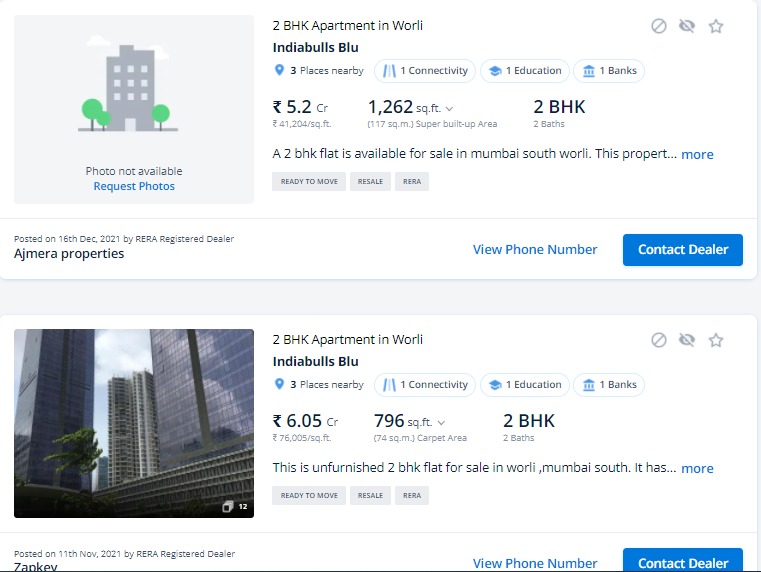 2 BHK Apartment in Worli
Indiabulls Blu
3 Places nearby
1 Connectivity
1 Education
1 Banks
₹ 5.2 Cr
1,262 sq.ft.
2 BHK
₹ 41,204/sq.ft.
(117 sq.m.) Super built-up Area
2 Baths
A 2 bhk flat is available for sale in mumbai south worli. This propert... more
Photo not available
Request Photos
READY TO MOVE
RESALE
RERA
Posted on 16th Dec, 2021 by RERA Registered Dealer
Ajmera properties
View Phone Number
Contact Dealer
2 BHK Apartment in Worli
Indiabulls Blu
3 Places nearby
1 Connectivity
1 Education
1 Banks
₹ 6.05 Cr
796 sq.ft.
2 BHK
₹ 76,005/sq.ft.
(74 sq.m.) Carpet Area
2 Baths
This is unfurnished 2 bhk flat for sale in worli ,mumbai south. It has... more
READY TO MOVE
RESALE
RERA
12
Posted on 11th Nov, 2021 by RERA Registered Dealer
Zapkey
View Phone Number
Contact Dealer